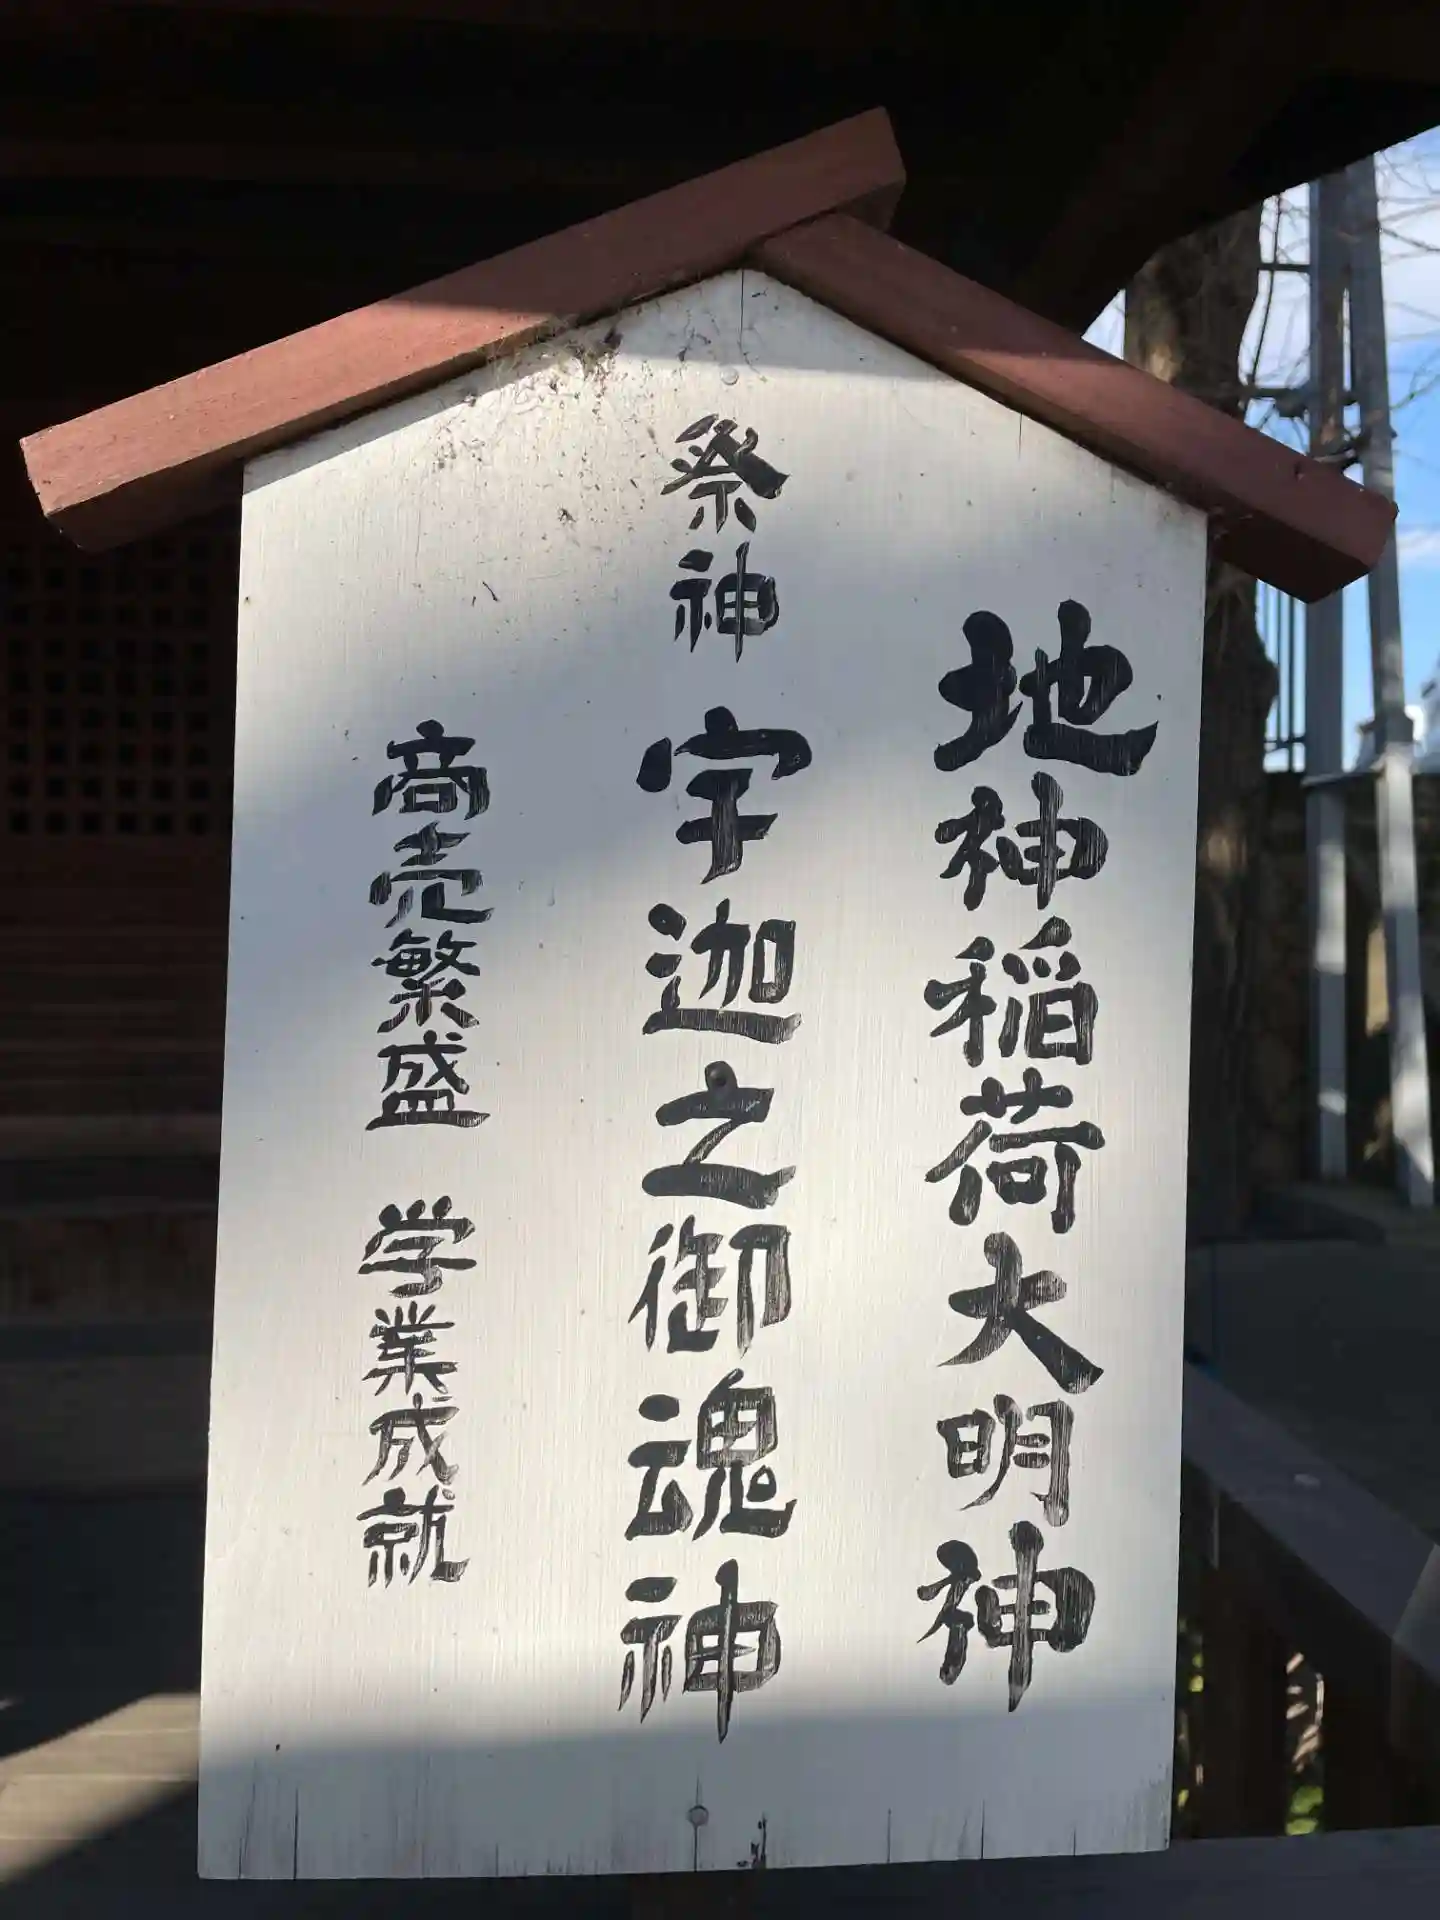 地神稲荷大明神
祭神 宇迦之御魂神
商売繁盛 学業成就